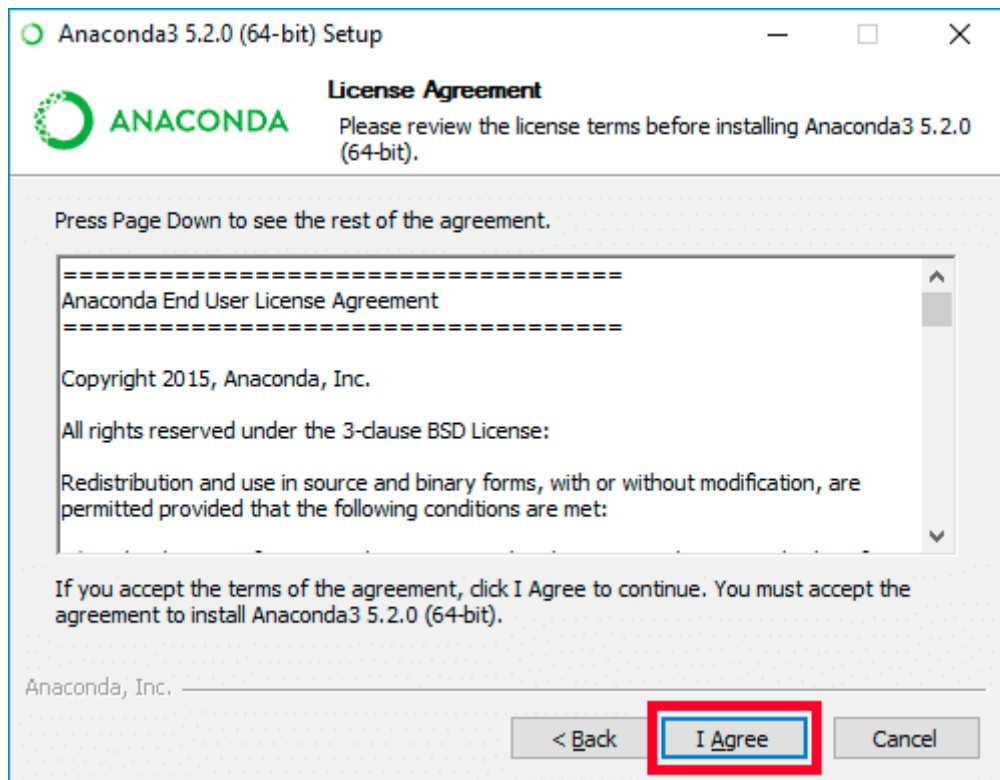 Anaconda3 5.2.0 (64-bit) Setup
ANACONDA
License Agreement
Please review the license terms before installing Anaconda3 5.2.0
(64-bit).
Press Page Down to see the rest of the agreement.
===================================
Anaconda End User License Agreement
===================================
Copyright 2015, Anaconda, Inc.
All rights reserved under the 3-clause BSD License:
Redistribution and use in source and binary forms, with or without modification, are
permitted provided that the following conditions are met:
If you accept the terms of the agreement, click I Agree to continue. You must accept the
agreement to install Anaconda3 5.2.0 (64-bit).
Anaconda, Inc.
< Back
I Agree
Cancel